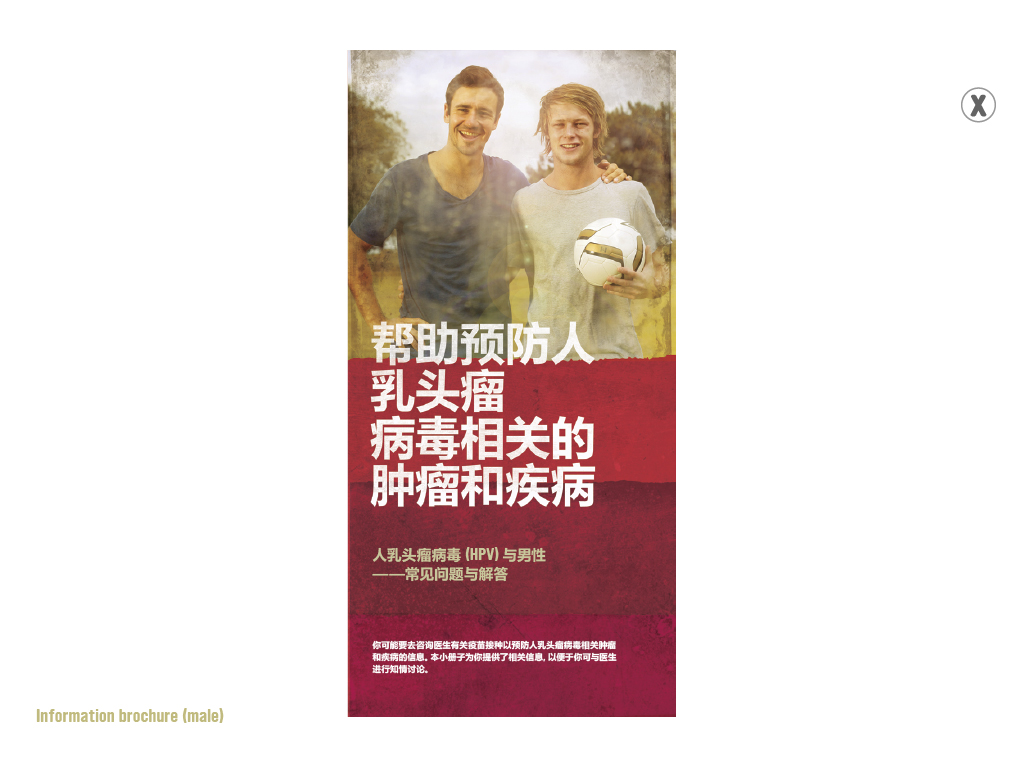 X
帮助预防人
乳头瘤
病毒相关的
肿瘤和疾病
人乳头瘤病毒 (HPV) 与男性
——常见问题与解答
你可能要去咨询医生有关疫苗接种以预防人乳头瘤病毒相关肿瘤
和疾病的信息。本小册子为你提供了相关信息, 以便于你可与医生
进行知情讨论。
Information brochure (male)